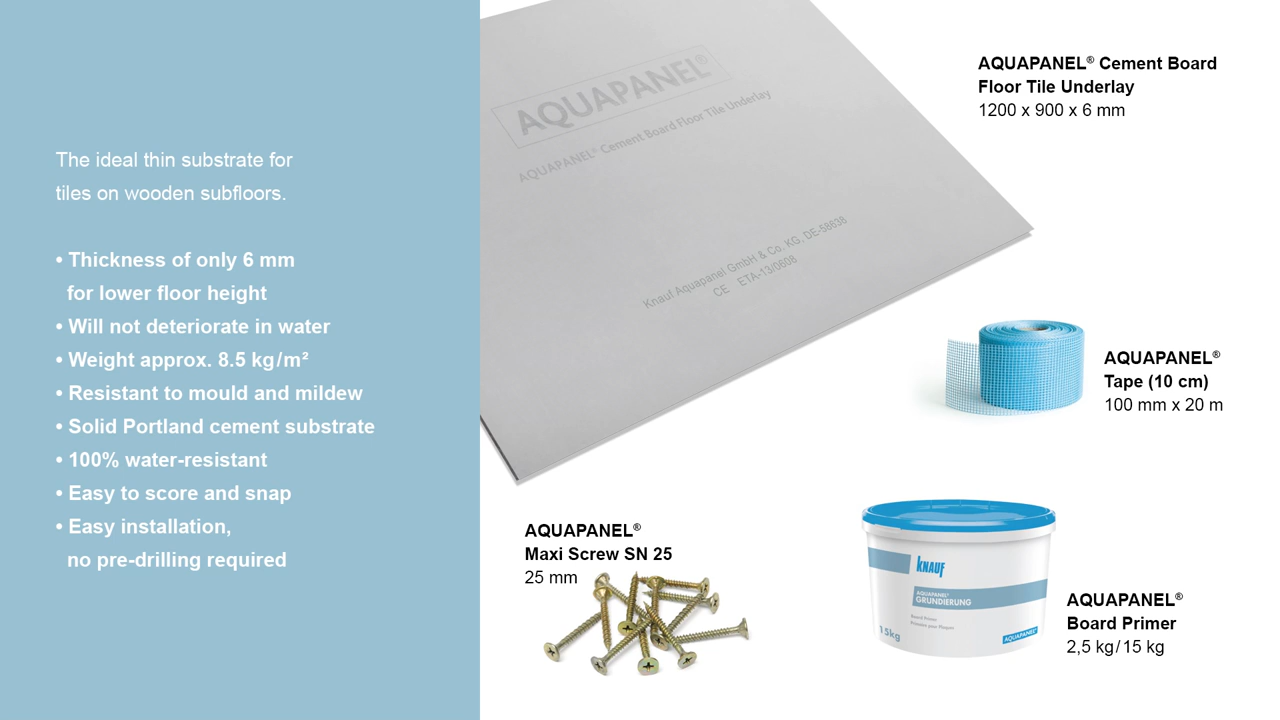 The ideal thin substrate for
tiles on wooden subfloors.
• Thickness of only 6 mm
for lower floor height
• Will not deteriorate in water
• Weight approx. 8.5 kg/m²
• Resistant to mould and mildew
• Solid Portland cement substrate
• 100% water-resistant
• Easy to score and snap
• Easy installation,
no pre-drilling required
AQUAPANEL®
AQUAPANEL® Cement Board Floor Tile Underlay
Knauf Aquapanel GmbH & Co. KG, DE-58638
CE ETA-13/0608
AQUAPANEL® Cement Board
Floor Tile Underlay
1200 x 900 x 6 mm
AQUAPANEL®
Tape (10 cm)
100 mm x 20 m
AQUAPANEL®
Maxi Screw SN 25
25 mm
KNAUF
AQUAPANEL®
GRUNDIERUNG
Board Primer
15kg
AQUAPANEL®
AQUAPANEL®
Board Primer
2,5 kg/15 kg